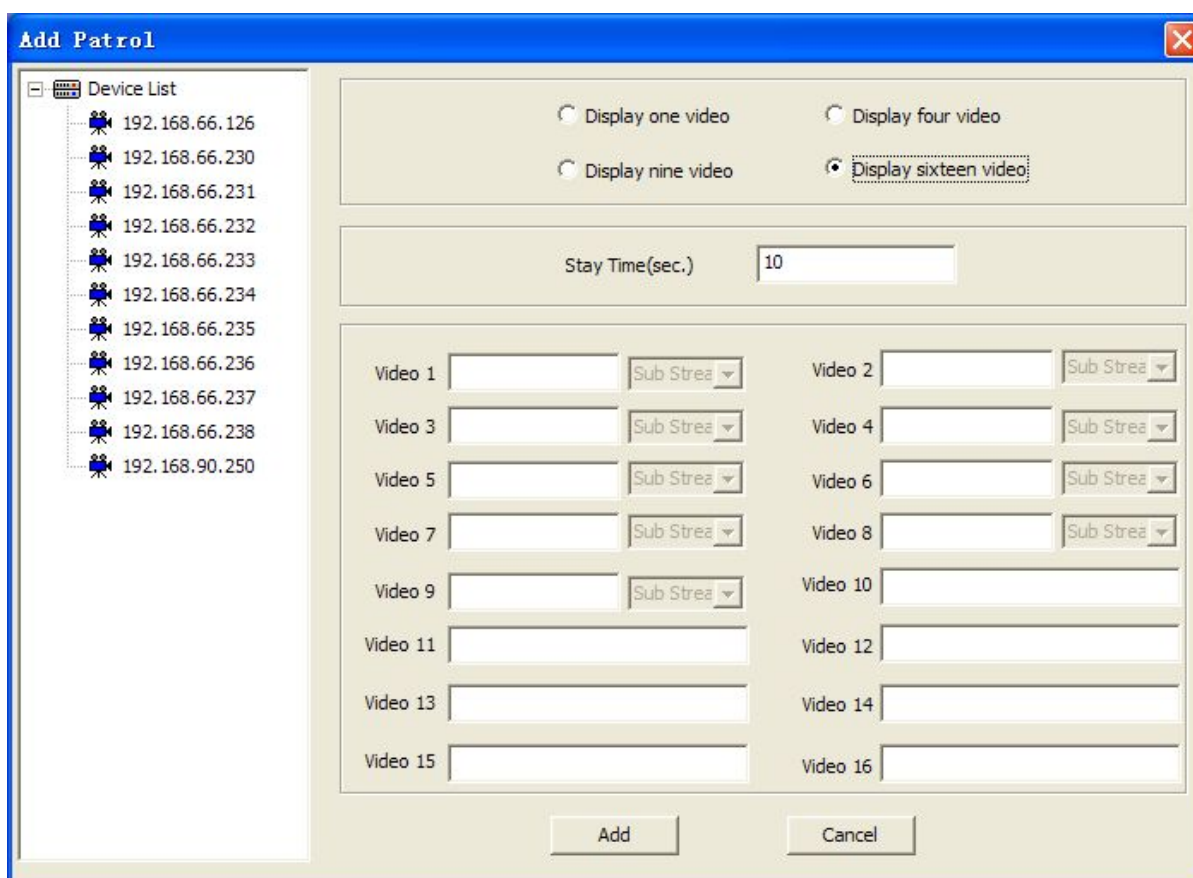 Add Patrol
Device List
192.168.66.126
192.168.66.230
192.168.66.231
192.168.66.232
192.168.66.233
192.168.66.234
192.168.66.235
192.168.66.236
192.168.66.237
192.168.66.238
192.168.90.250
Display one video
Display four video
Display nine video
Display sixteen video
Stay Time(sec.) 10
Video 1 Sub Strea
Video 2 Sub Strea
Video 3 Sub Strea
Video 4 Sub Strea
Video 5 Sub Strea
Video 6 Sub Strea
Video 7 Sub Strea
Video 8 Sub Strea
Video 9 Sub Strea
Video 10
Video 11
Video 12
Video 13
Video 14
Video 15
Video 16
Add
Cancel